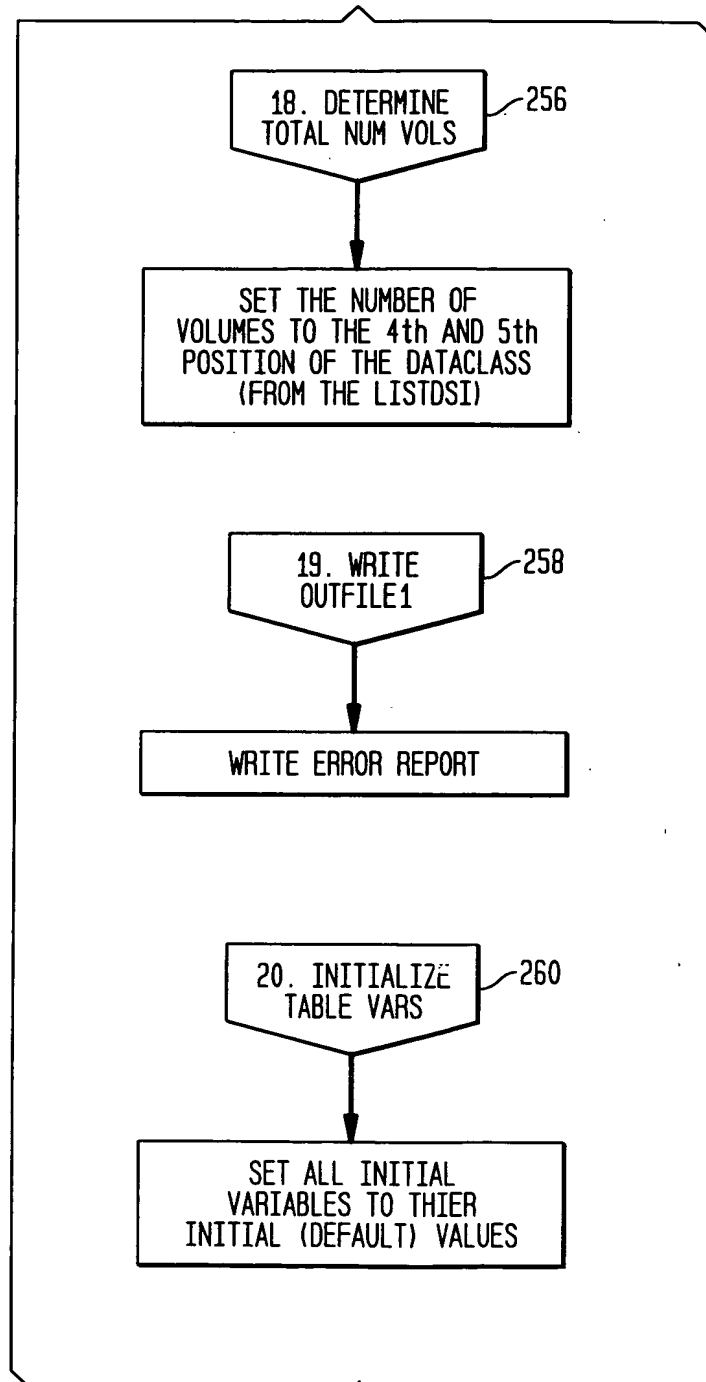 18. DETERMINE
TOTAL NUM VOLS
256
SET THE NUMBER OF
VOLUMES TO THE 4th AND 5th
POSITION OF THE DATACLASS
(FROM THE LISTDSI)
19. WRITE
OUTFILE1
258
WRITE ERROR REPORT
20. INITIALIZE
TABLE VARS
260
SET ALL INITIAL
VARIABLES TO THIER
INITIAL (DEFAULT) VALUES